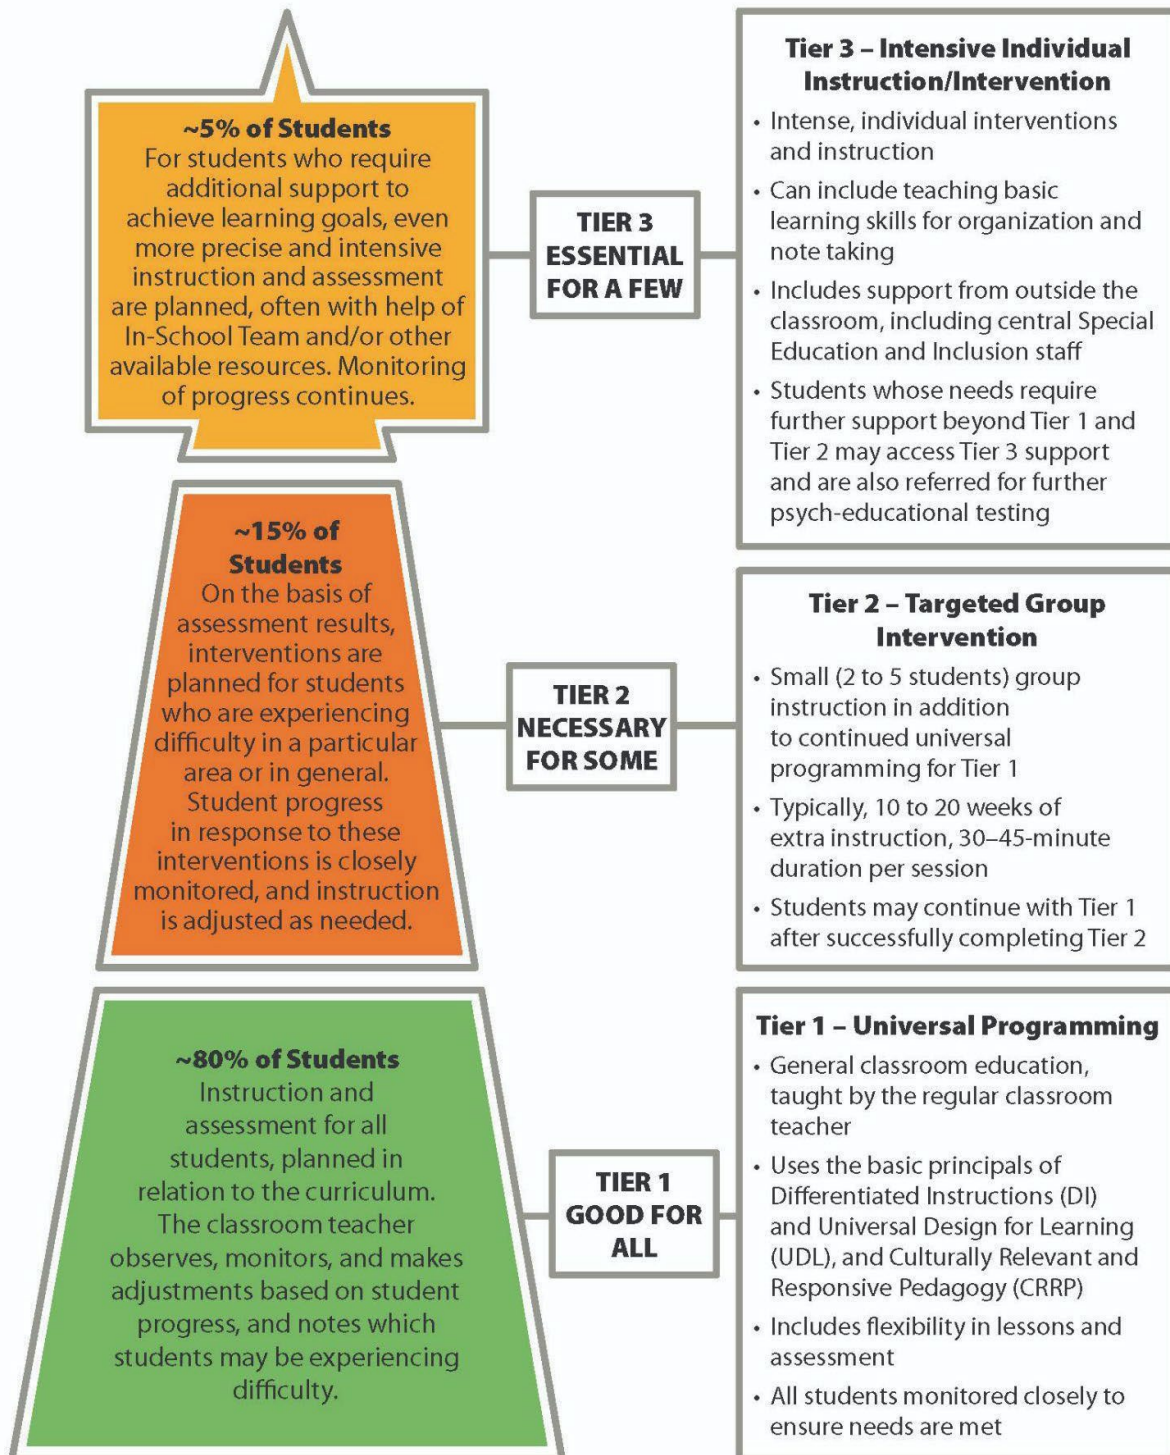 ~5% of Students
For students who require
additional support to
achieve learning goals, even
more precise and intensive
instruction and assessment
are planned, often with help of
In-School Team and/or other
available resources. Monitoring
of progress continues.
TIER 3
ESSENTIAL
FOR A FEW
Tier 3 – Intensive Individual
Instruction/Intervention
• Intense, individual interventions
and instruction
• Can include teaching basic
learning skills for organization and
note taking
• Includes support from outside the
classroom, including central Special
Education and Inclusion staff
• Students whose needs require
further support beyond Tier 1 and
Tier 2 may access Tier 3 support
and are also referred for further
psych-educational testing
~15% of
Students
On the basis of
assessment results,
interventions are
planned for students
who are experiencing
difficulty in a particular
area or in general.
Student progress
in response to these
interventions is closely
monitored, and instruction
is adjusted as needed.
TIER 2
NECESSARY
FOR SOME
Tier 2 – Targeted Group
Intervention
• Small (2 to 5 students) group
instruction in addition
to continued universal
programming for Tier 1
• Typically, 10 to 20 weeks of
extra instruction, 30–45-minute
duration per session
• Students may continue with Tier 1
after successfully completing Tier 2
~80% of Students
Instruction and
assessment for all
students, planned in
relation to the curriculum.
The classroom teacher
observes, monitors, and makes
adjustments based on student
progress, and notes which
students may be experiencing
difficulty.
TIER 1
GOOD FOR
ALL
Tier 1 – Universal Programming
• General classroom education,
taught by the regular classroom
teacher
• Uses the basic principals of
Differentiated Instructions (DI)
and Universal Design for Learning
(UDL), and Culturally Relevant and
Responsive Pedagogy (CRRP)
• Includes flexibility in lessons and
assessment
• All students monitored closely to
ensure needs are met